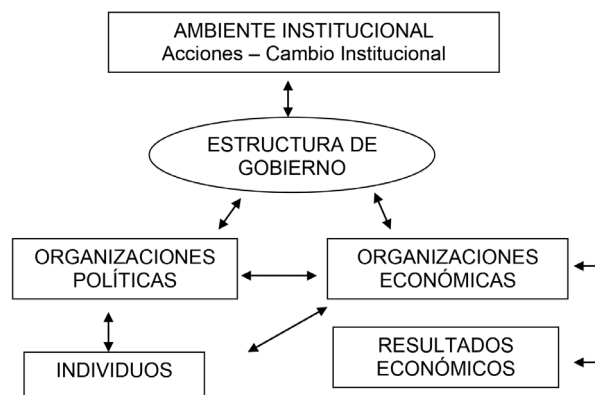 AMBIENTE INSTITUCIONAL
Acciones – Cambio Institucional
ESTRUCTURA DE
GOBIERNO
ORGANIZACIONES
POLÍTICAS
ORGANIZACIONES
ECONÓMICAS
INDIVIDUOS
RESULTADOS
ECONÓMICOS